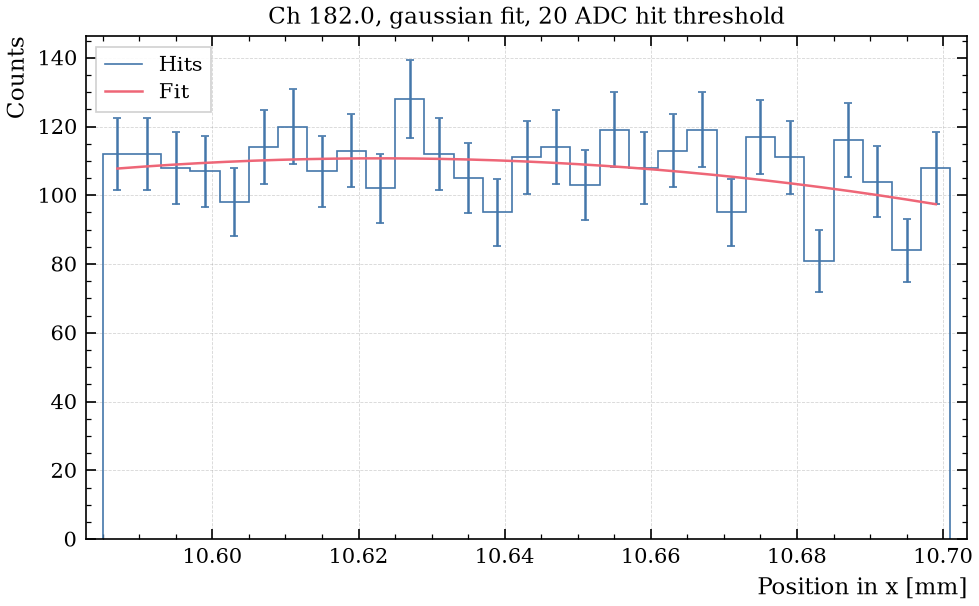 Ch 182.0, gaussian fit, 20 ADC hit threshold
Counts
Hits
Fit
140
120
100
80
60
40
20
0
10.60 10.62 10.64 10.66 10.68 10.70
Position in x [mm]